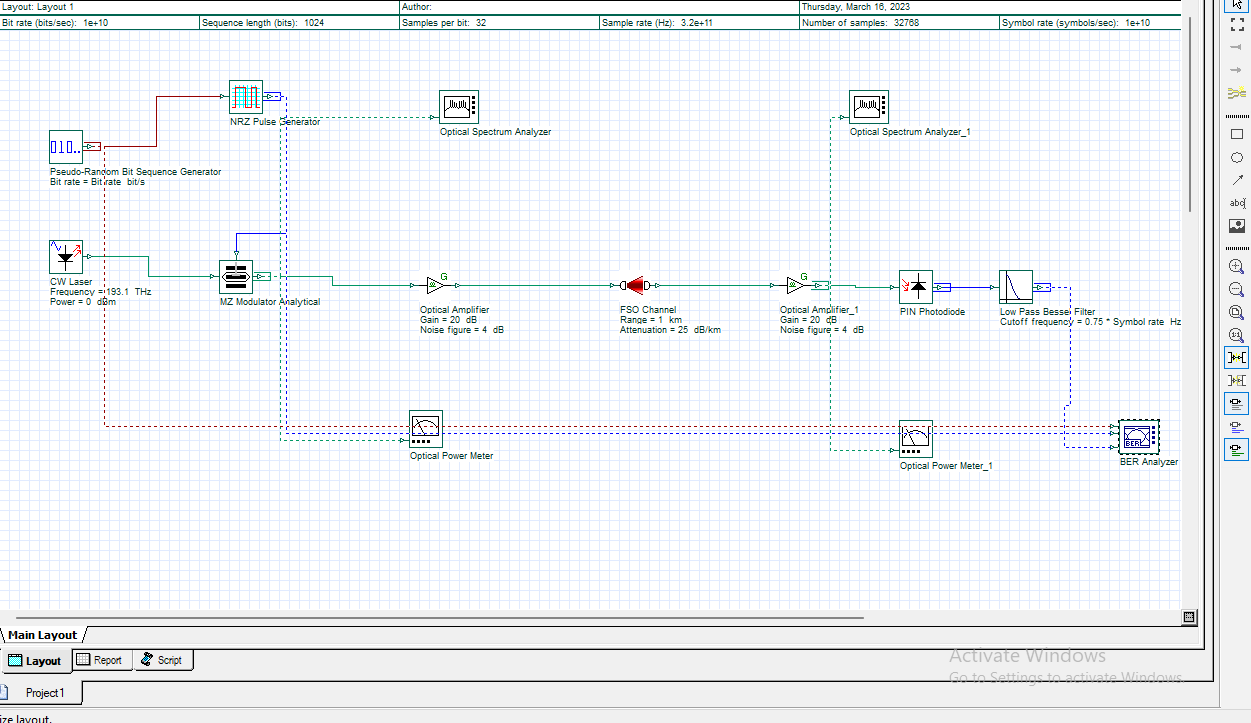 Layout: Layout 1
Author:
Thursday, March 16, 2023
Bit rate (bits/sec): 1e+10
Sequence length (bits): 1024
Samples per bit: 32
Sample rate (Hz): 3.2e+11
Number of samples: 32768
Symbol rate (symbols/sec): 1e+10
NRZ Pulse Generator
Optical Spectrum Analyzer
Optical Spectrum Analyzer_1
Pseudo-Random Bit Sequence Generator
Bit rate = Bit rate bit/s
CW Laser
Frequency = 193.1 THz
Power = 0 dBm
MZ Modulator Analytical
G
Optical Amplifier
Gain = 20 dB
Noise figure = 4 dB
FSO Channel
Range = 1 km
Attenuation = 25 dB/km
G
Optical Amplifier_1
Gain = 20 dB
Noise figure = 4 dB
PIN Photodiode
Low Pass Bessel Filter
Cutoff frequency = 0.75 * Symbol rate Hz
Optical Power Meter
Optical Power Meter_1
BER
BER Analyzer
abc
1:1
Main Layout
Layout
Report
Script
Activate Windows
Go to Settings to activate Windows.
Project1
ize layout.